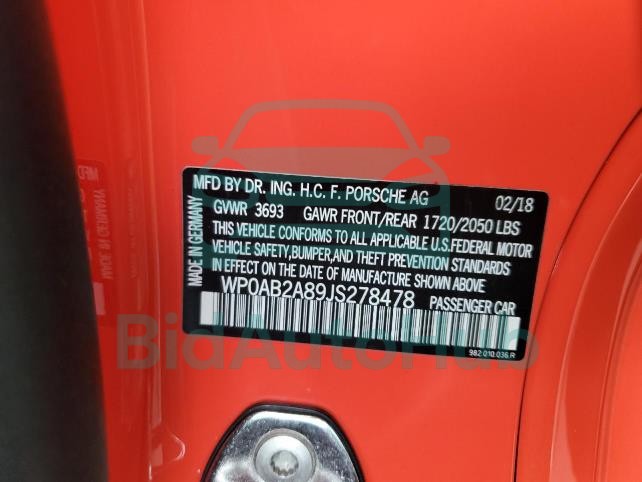 MFD BY DR. ING. H.C. F. PORSCHE AG 02/18
GVWR 3693 GAWR FRONT/REAR 1720/2050 LBS
THIS VEHICLE CONFORMS TO ALL APPLICABLE U.S.FEDERAL MOTOR
VEHICLE SAFETY,BUMPER,AND THEFT PREVENTION STANDARDS
IN EFFECT ON THE DATE OF MANUFACTURE SHOWN ABOVE
WP0AB2A89JS278478 PASSENGER CAR
MADE IN GERMANY
982.010.036.R
BidAutoHub